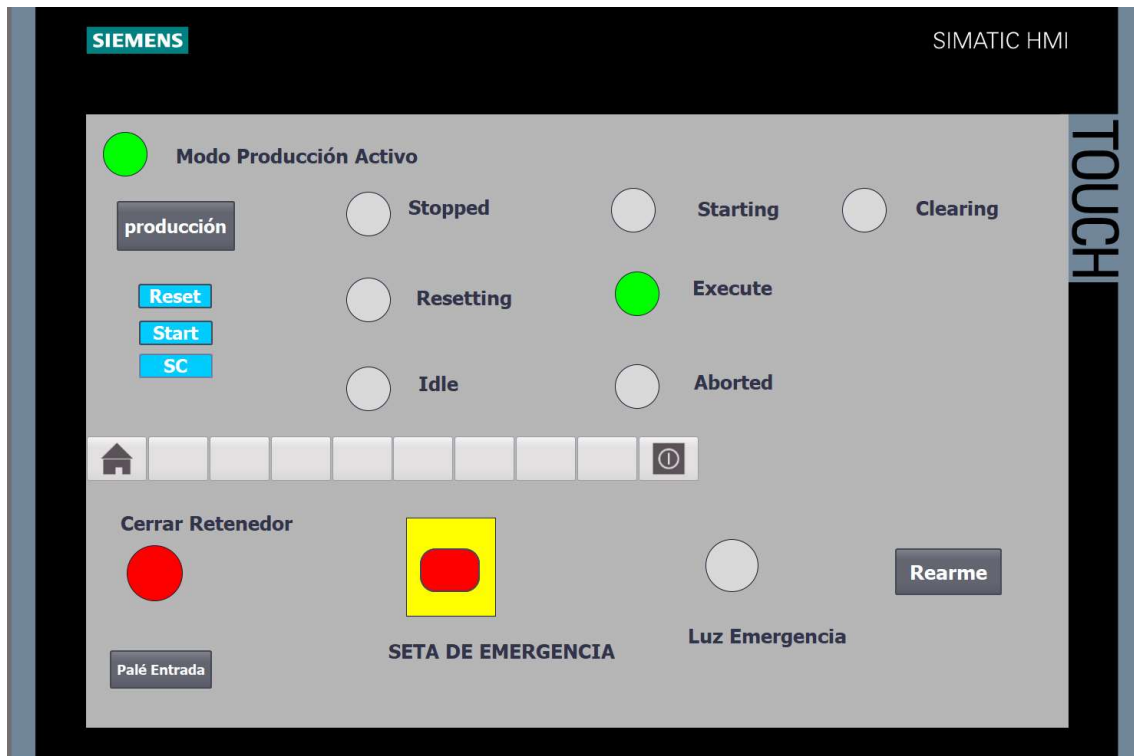 SIEMENS
SIMATIC HMI
TOUCH
Modo Producción Activo
producción
Stopped
Starting
Clearing
Reset
Resetting
Execute
Start
SC
Idle
Aborted
Cerrar Retenedor
Rearme
SETA DE EMERGENCIA
Luz Emergencia
Palé Entrada